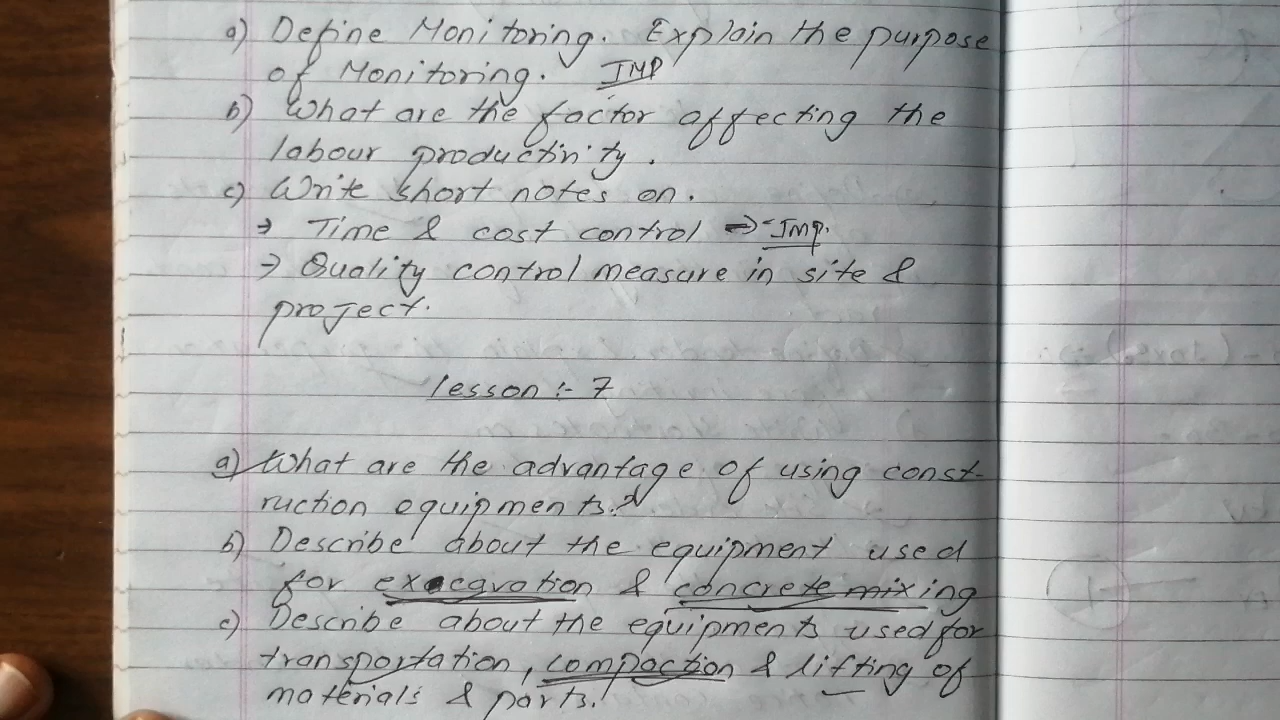 a) Define Monitoring. Explain the purpose
of Monitoring. IMP
b) What are the factor affecting the
labour productivity.
c) Write short notes on.
→ Time & cost control ⇒ Imp.
→ Quality control measure in site &
project.
lesson :- 7
a) What are the advantage of using const-
ruction equipments.
b) Describe about the equipment used
for excavation & concrete mixing
c) Describe about the equipments used for
transportation, compaction & lifting of
materials & parts.